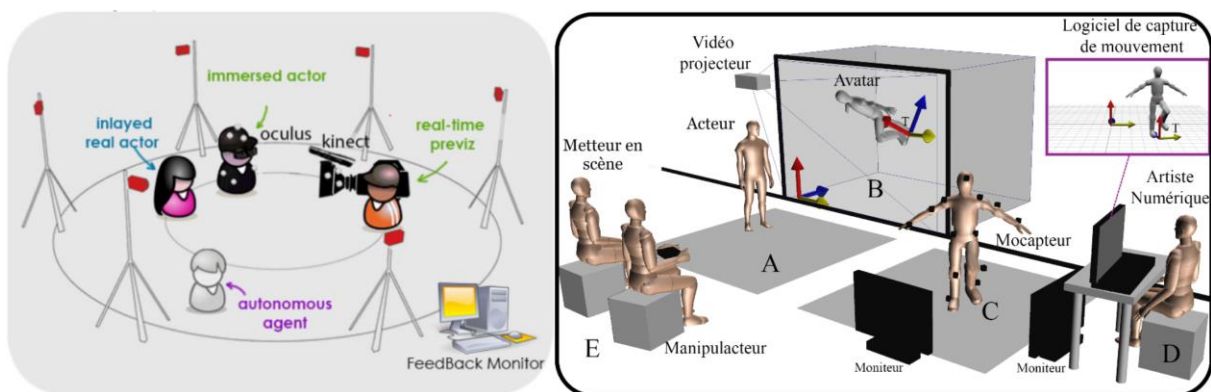 immersed actor
oculus
kinect
inlayed
real actor
real-time
previz
autonomous
agent
FeedBack Monitor
Logiciel de capture
de mouvement
T
T
Vidéo
projecteur
Avatar
Acteur
Metteur en
scène
B
Artiste
Numérique
Mocapteur
A
C
E
D
Manipulacteur
Moniteur
Moniteur